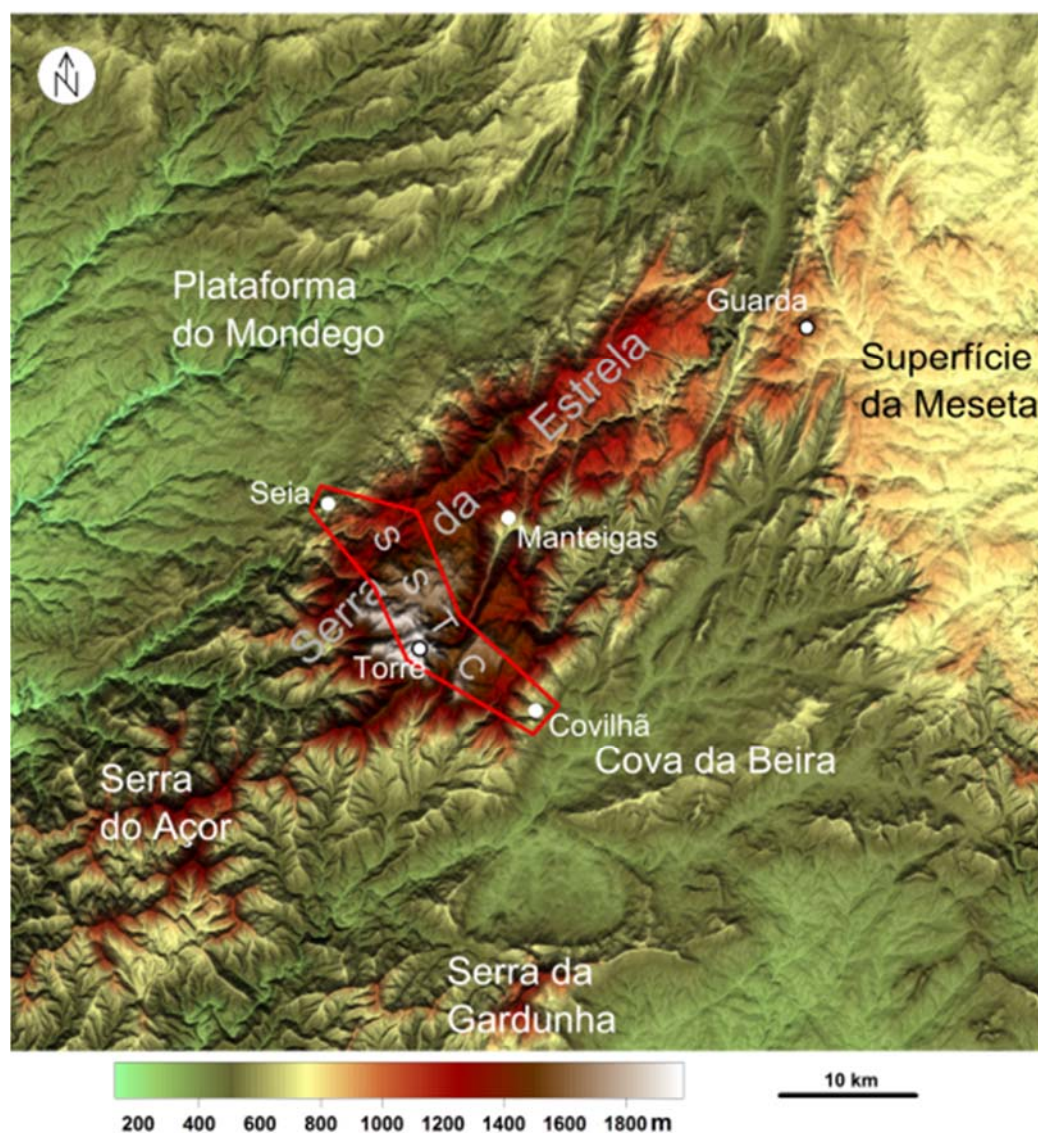 N
Plataforma
do Mondego
Guarda
Superfície
da Meseta
Serra da Estrela
Seia
Manteigas
SSTC
Torre
Covilhã
Cova da Beira
Serra
do Açor
Serra da
Gardunha
10 km
200 400 600 800 1000 1200 1400 1600 1800 m